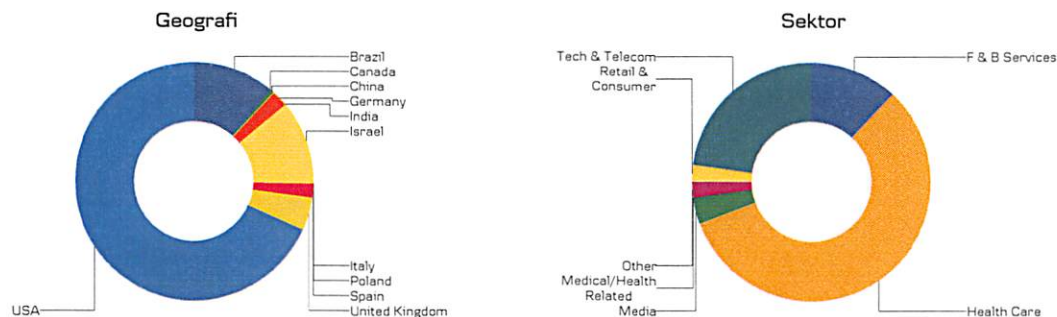 Geografi
Brazil
Canada
China
Germany
India
Israel
Italy
Poland
Spain
United Kingdom
USA
Sektor
Tech & Telecom
Retail &
Consumer
F & B Services
Other
Medical/Health
Related
Media
Health Care